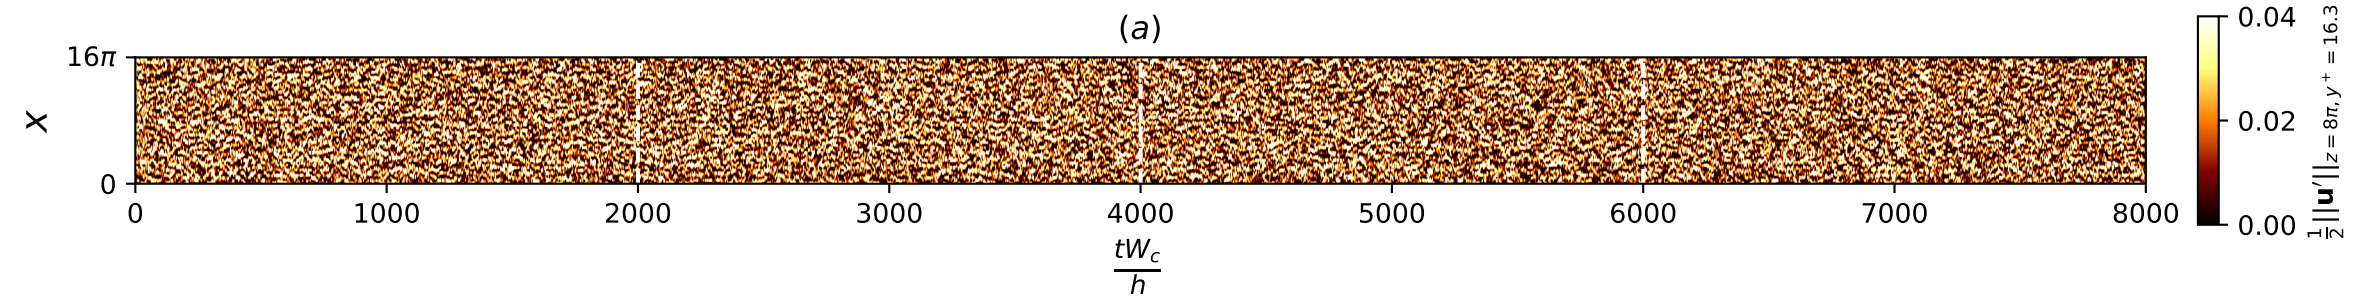 (a)
16π
x
0
0 1000 2000 3000 4000 5000 6000 7000 8000
tW_c
h
0.04
0.02
0.00
1/2||u′||z = 8π, y⁺ = 16.3